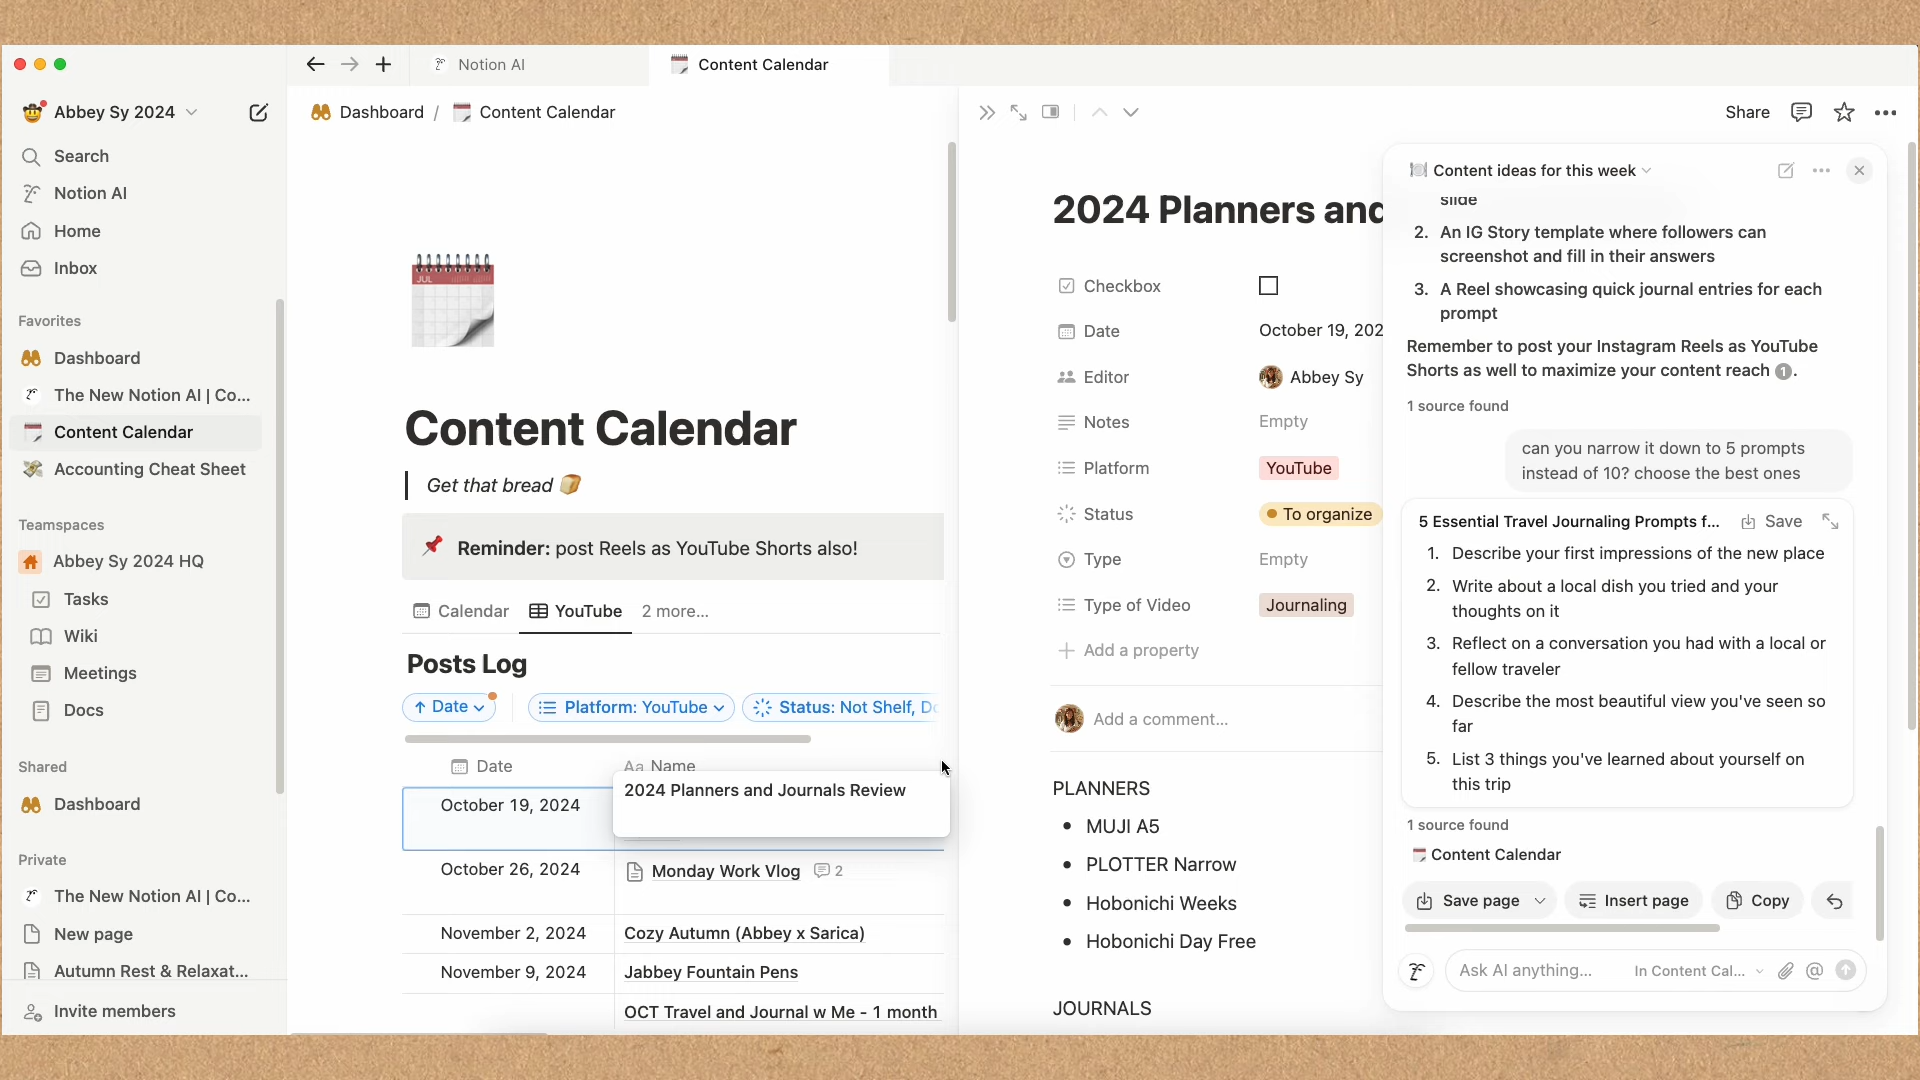 Notion AI
Content Calendar
Abbey Sy 2024
Search
Notion AI
Home
Inbox
Favorites
Dashboard
The New Notion AI | Co...
Content Calendar
Accounting Cheat Sheet
Teamspaces
Abbey Sy 2024 HQ
Tasks
Wiki
Meetings
Docs
Shared
Dashboard
Private
The New Notion AI | Co...
New page
Autumn Rest & Relaxat...
Invite members
Dashboard / Content Calendar
JUL
Content Calendar
Get that bread
Reminder: post Reels as YouTube Shorts also!
Calendar YouTube 2 more...
Posts Log
Date Platform: YouTube Status: Not Shelf, Do
Date Aa Name
October 19, 2024 2024 Planners and Journals Review
October 26, 2024 Monday Work Vlog 2
November 2, 2024 Cozy Autumn (Abbey x Sarica)
November 9, 2024 Jabbey Fountain Pens
OCT Travel and Journal w Me - 1 month
Share
2024 Planners and
Checkbox
Date October 19, 202
Editor Abbey Sy
Notes Empty
Platform YouTube
Status To organize
Type Empty
Type of Video Journaling
Add a property
Add a comment...
PLANNERS
• MUJI A5
• PLOTTER Narrow
• Hobonichi Weeks
• Hobonichi Day Free
JOURNALS
Content ideas for this week
slide
2. An IG Story template where followers can
screenshot and fill in their answers
3. A Reel showcasing quick journal entries for each
prompt
Remember to post your Instagram Reels as YouTube
Shorts as well to maximize your content reach 1.
1 source found
can you narrow it down to 5 prompts
instead of 10? choose the best ones
5 Essential Travel Journaling Prompts f... Save
1. Describe your first impressions of the new place
2. Write about a local dish you tried and your
thoughts on it
3. Reflect on a conversation you had with a local or
fellow traveler
4. Describe the most beautiful view you've seen so
far
5. List 3 things you've learned about yourself on
this trip
1 source found
Content Calendar
Save page Insert page Copy
Ask AI anything... In Content Cal... @